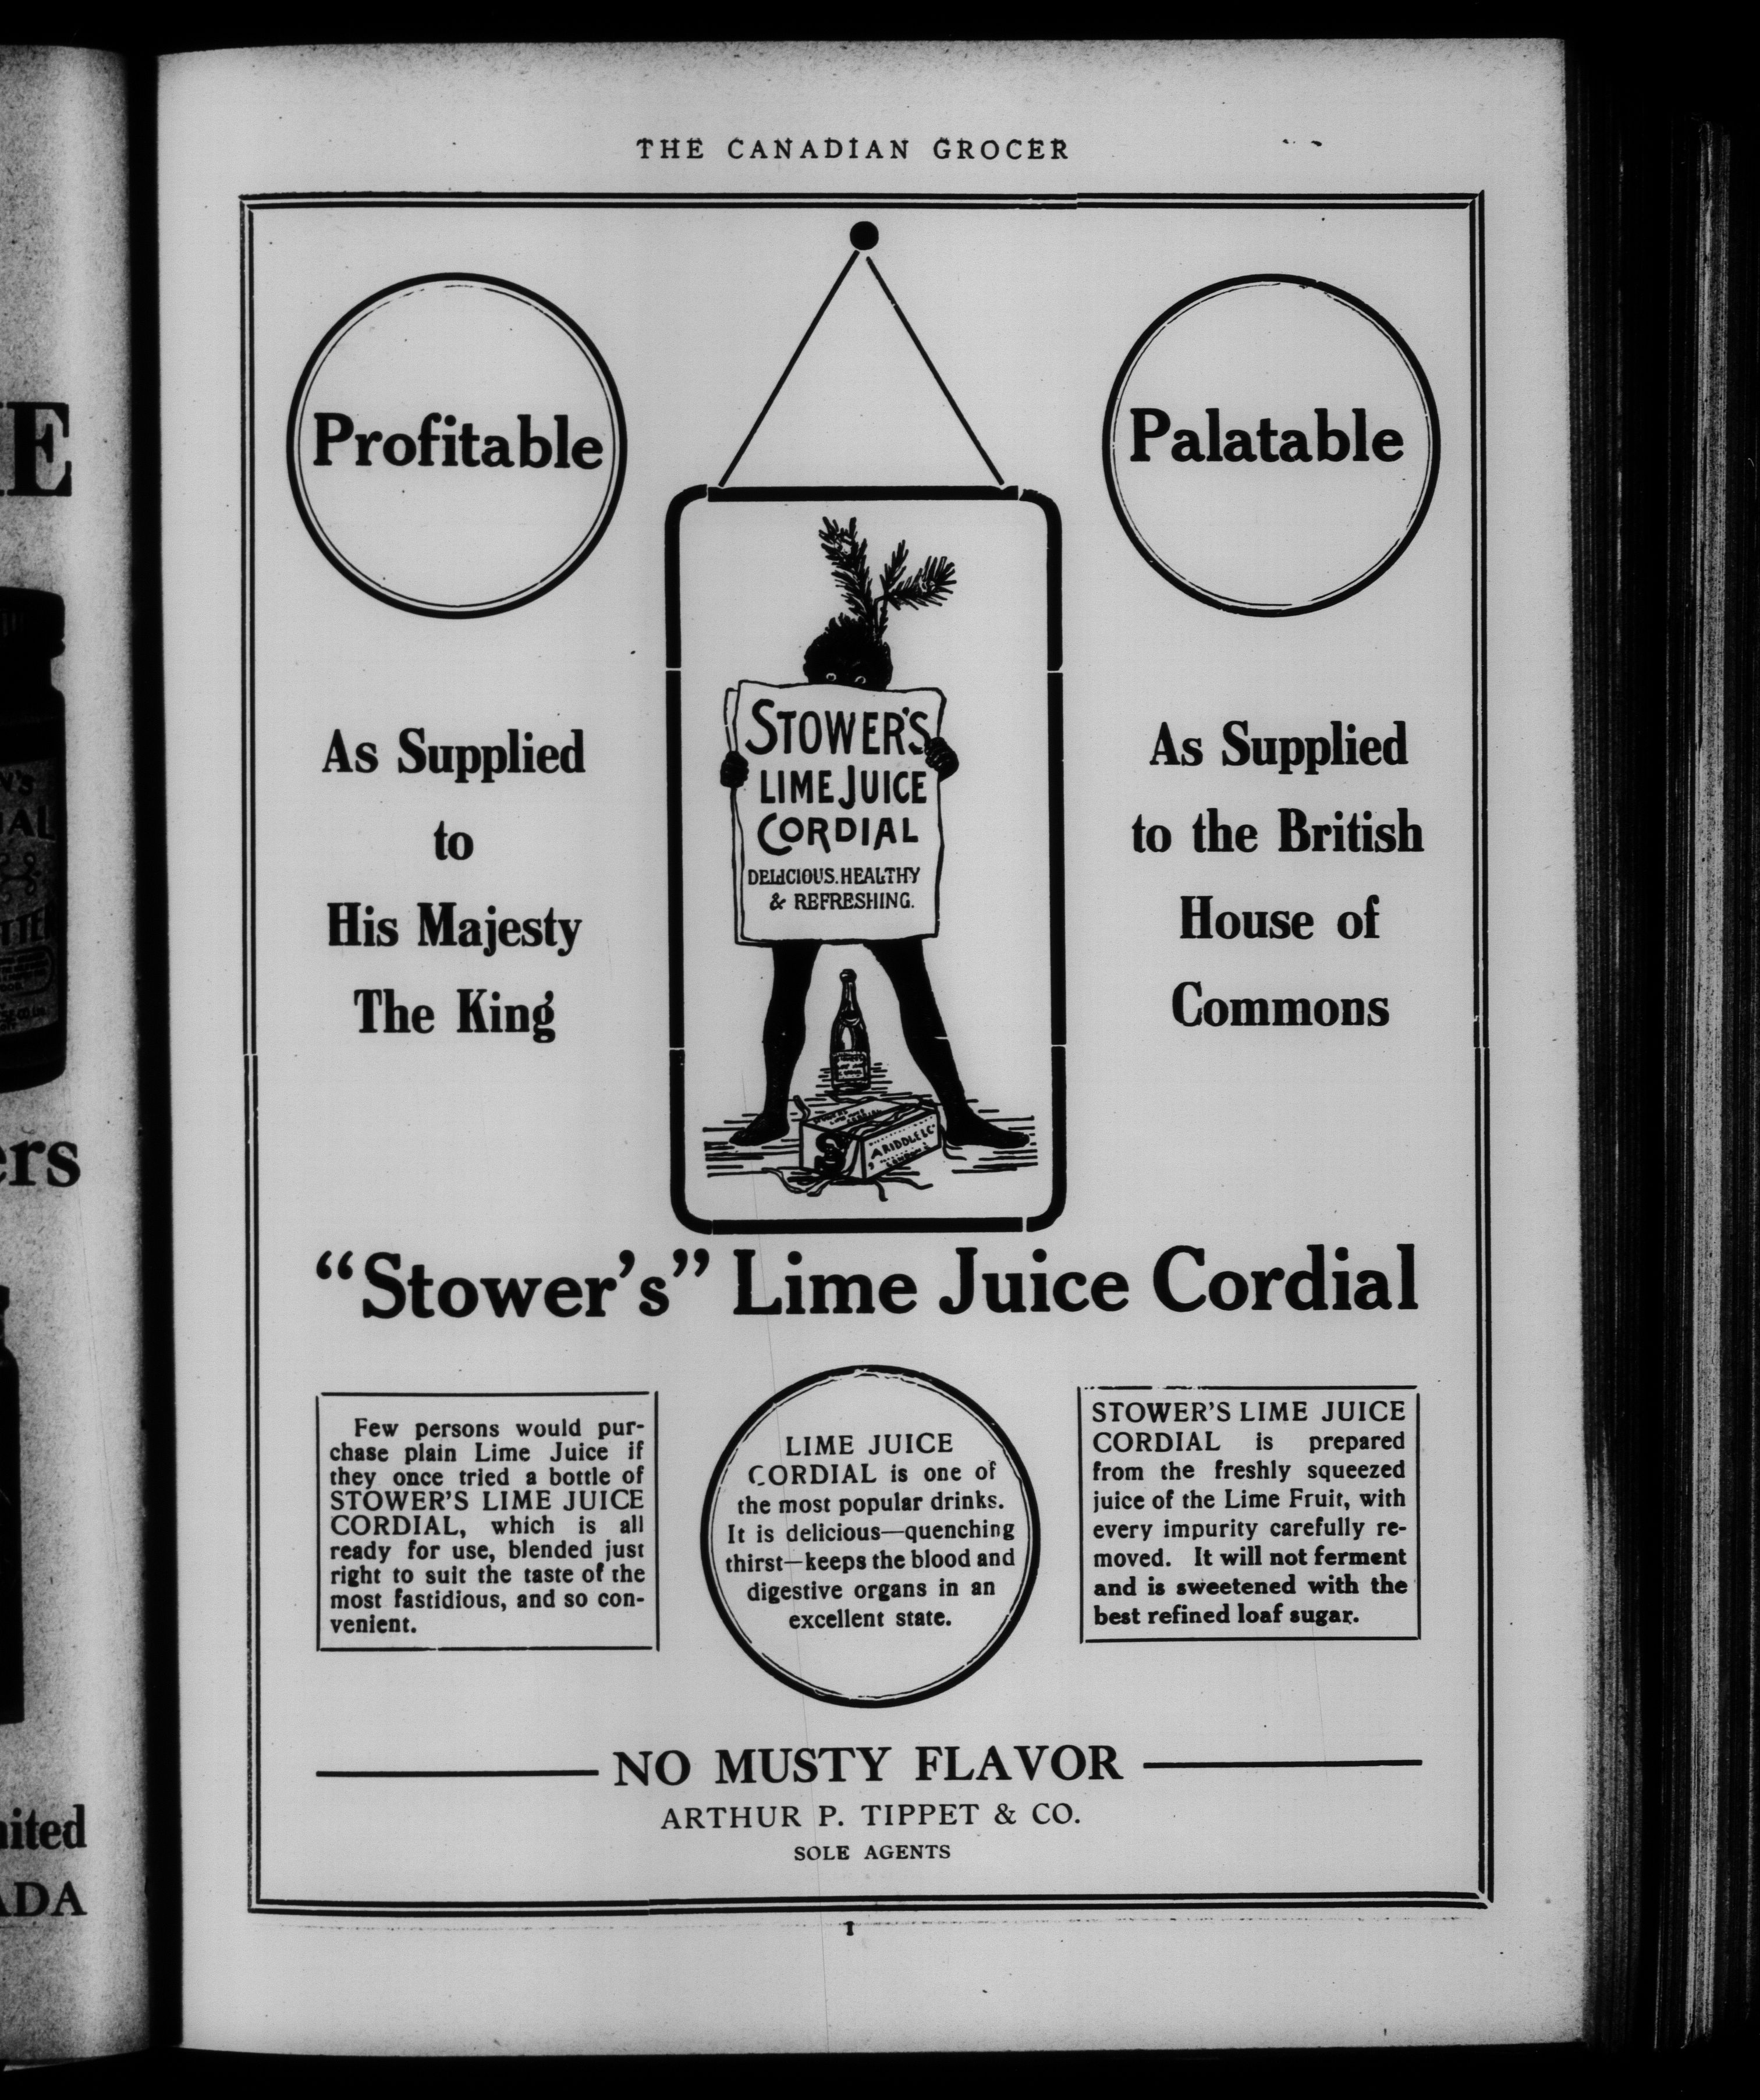 THE CANADIAN GROCER
Profitable
Palatable
As Supplied
to
His Majesty
The King
STOWER'S
LIME JUICE
CORDIAL
DELICIOUS. HEALTHY
& REFRESHING.
As Supplied
to the British
House of
Commons
A RIDDLE
"Stower's" Lime Juice Cordial
Few persons would pur-
chase plain Lime Juice if
they once tried a bottle of
STOWER'S LIME JUICE
CORDIAL, which is all
ready for use, blended just
right to suit the taste of the
most fastidious, and so con-
venient.
LIME JUICE
CORDIAL is one of
the most popular drinks.
It is delicious—quenching
thirst—keeps the blood and
digestive organs in an
excellent state.
STOWER'S LIME JUICE
CORDIAL is prepared
from the freshly squeezed
juice of the Lime Fruit, with
every impurity carefully re-
moved. It will not ferment
and is sweetened with the
best refined loaf sugar.
NO MUSTY FLAVOR
ARTHUR P. TIPPET & CO.
SOLE AGENTS
1